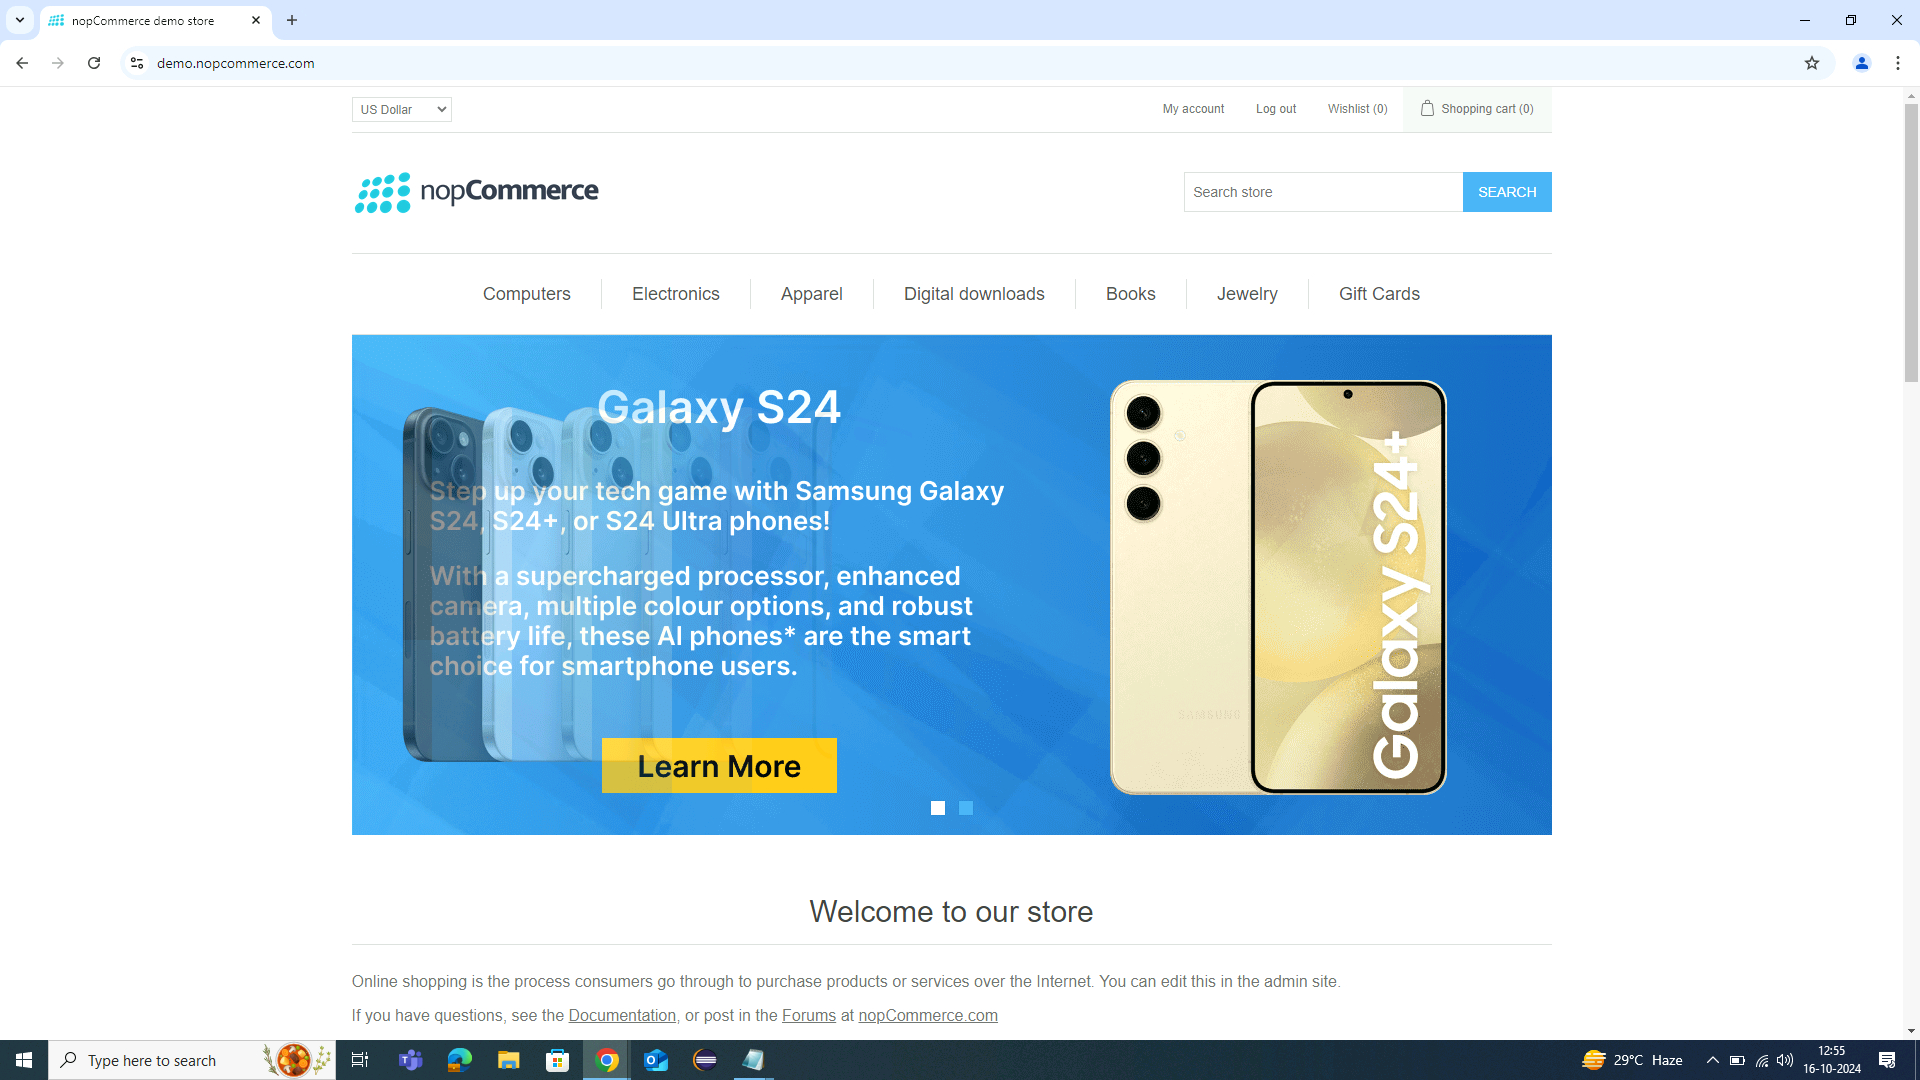 nopCommerce demo store
demo.nopcommerce.com
US Dollar
My account
Log out
Wishlist (0)
Shopping cart (0)
nopCommerce
Search store
SEARCH
Computers
Electronics
Apparel
Digital downloads
Books
Jewelry
Gift Cards
Galaxy S24
Step up your tech game with Samsung Galaxy
S24, S24+, or S24 Ultra phones!
With a supercharged processor, enhanced
camera, multiple colour options, and robust
battery life, these AI phones* are the smart
choice for smartphone users.
Learn More
SAMSUNG
Galaxy S24+
Welcome to our store
Online shopping is the process consumers go through to purchase products or services over the Internet. You can edit this in the admin site.
If you have questions, see the Documentation, or post in the Forums at nopCommerce.com
Type here to search
29°C Haze
12:55
16-10-2024